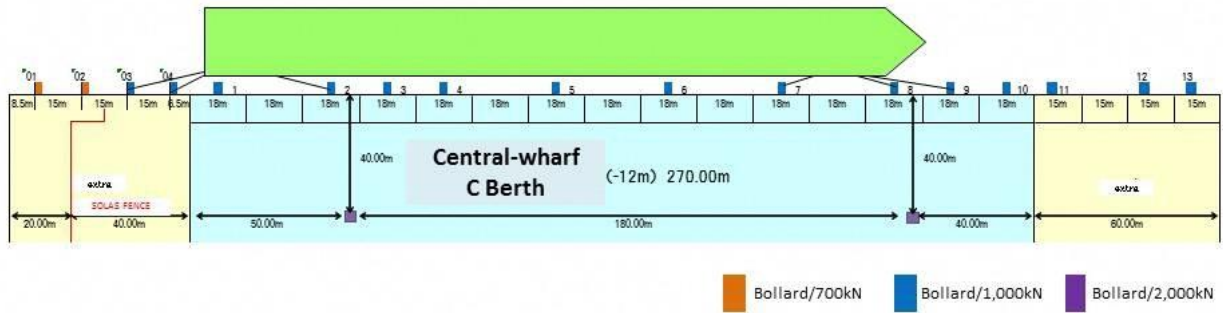 01 02 03 04 1 2 3 4 5 6 7 8 9 10 11 12 13
8.5m 15m 15m 15m 6.5m 18m 18m 18m 18m 18m 18m 18m 18m 18m 18m 18m 18m 18m 18m 18m 15m 15m 15m 15m
40.00m
Central-wharf
C Berth
(-12m) 270.00m
40.00m
extra
SOLAS FENCE
extra
20.00m 40.00m 50.00m 180.00m 40.00m 60.00m
Bollard/700kN Bollard/1,000kN Bollard/2,000kN